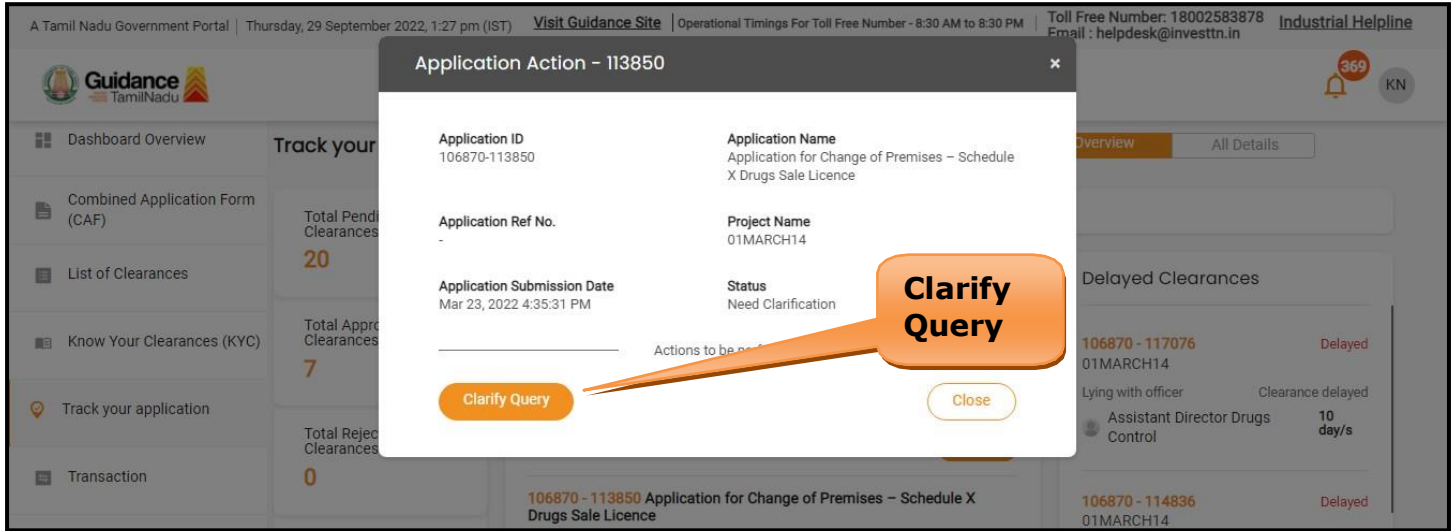 A Tamil Nadu Government Portal | Thursday, 29 September 2022, 1:27 pm (IST) Visit Guidance Site | Operational Timings For Toll Free Number - 8:30 AM to 8:30 PM | Toll Free Number: 18002583878 Industrial Helpline
Email : helpdesk@investtn.in
Guidance
TamilNadu
369
KN
Dashboard Overview
Combined Application Form
(CAF)
List of Clearances
Know Your Clearances (KYC)
Track your application
Transaction
Track your
Overview
All Details
Total Pendi
Clearances
20
Total Appro
Clearances
7
Total Rejec
Clearances
0
Application Action - 113850
×
Application ID
106870-113850
Application Name
Application for Change of Premises – Schedule
X Drugs Sale Licence
Application Ref No.
-
Project Name
01MARCH14
Application Submission Date
Mar 23, 2022 4:35:31 PM
Status
Need Clarification
Actions to be
Clarify Query
Close
Clarify
Query
106870 - 113850 Application for Change of Premises – Schedule X
Drugs Sale Licence
Delayed Clearances
106870 - 117076 Delayed
01MARCH14
Lying with officer Clearance delayed
Assistant Director Drugs
Control
10
day/s
106870 - 114836 Delayed
01MARCH14